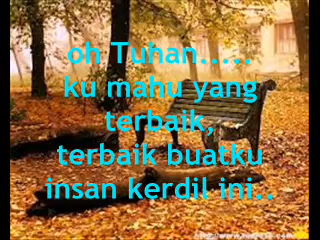 oh Tuhan.....
ku mahu yang
terbaik,
terbaik buatku
insan kerdil ini..